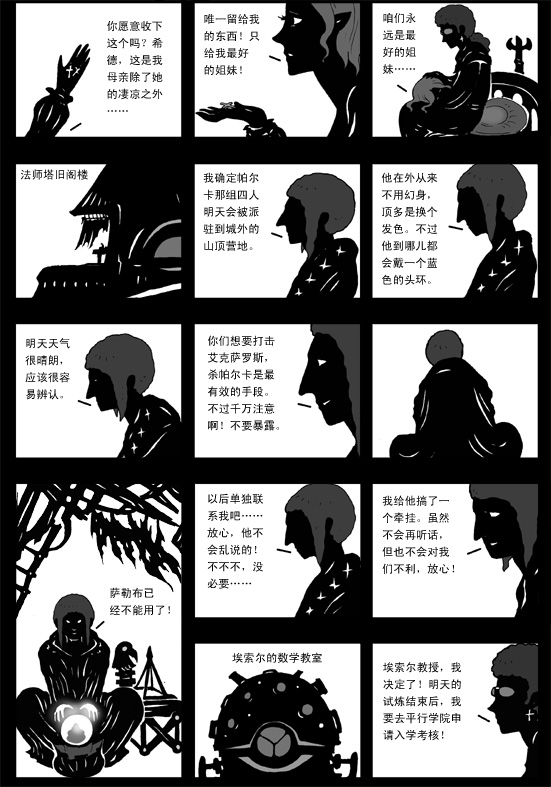 你愿意收下
这个吗？希
德，这是我
母亲除了她
的凄凉之外
……
唯一留给我
的东西！只
给我最好
的姐妹！
咱们永
远是最
好的姐
妹……
法师塔旧阁楼
我确定帕尔
卡那组四人
明天会被派
驻到城外的
山顶营地。
他在外从来
不用幻身，
顶多是换个
发色。不过
他到哪儿都
会戴一个蓝
色的头环。
明天天气
很晴朗，
应该很容
易辨认。
你们想要打击
艾克萨罗斯，
杀帕尔卡是最
有效的手段。
不过千万注意
啊！不要暴露。
萨勒布已
经不能用了！
以后单独联
系我吧……
放心，他不
会乱说的！
不不不，没
必要……
我给他搞了一
个牵挂。虽然
不会再听话，
但也不会对我
们不利，放心！
埃索尔的数学教室
埃索尔教授，我
决定了！明天的
试炼结束后，我
要去平行学院申
请入学考核！